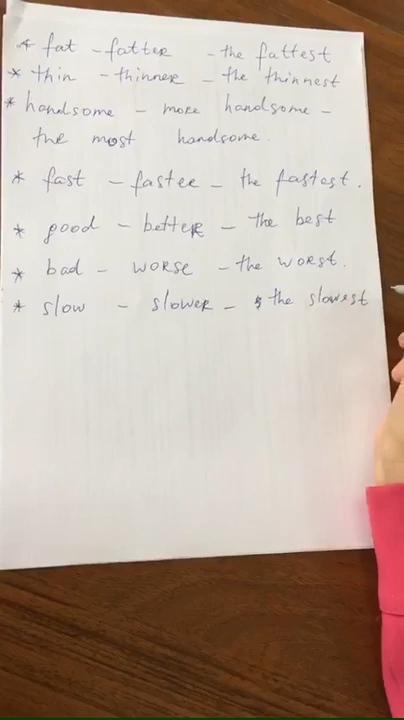 * fat - fatter - the fattest
* thin - thinner - the thinnest
* handsome - more handsome -
the most handsome.
* fast - faster - the fastest.
* good - better - the best
* bad - worse - the worst.
* slow - slower - the slowest